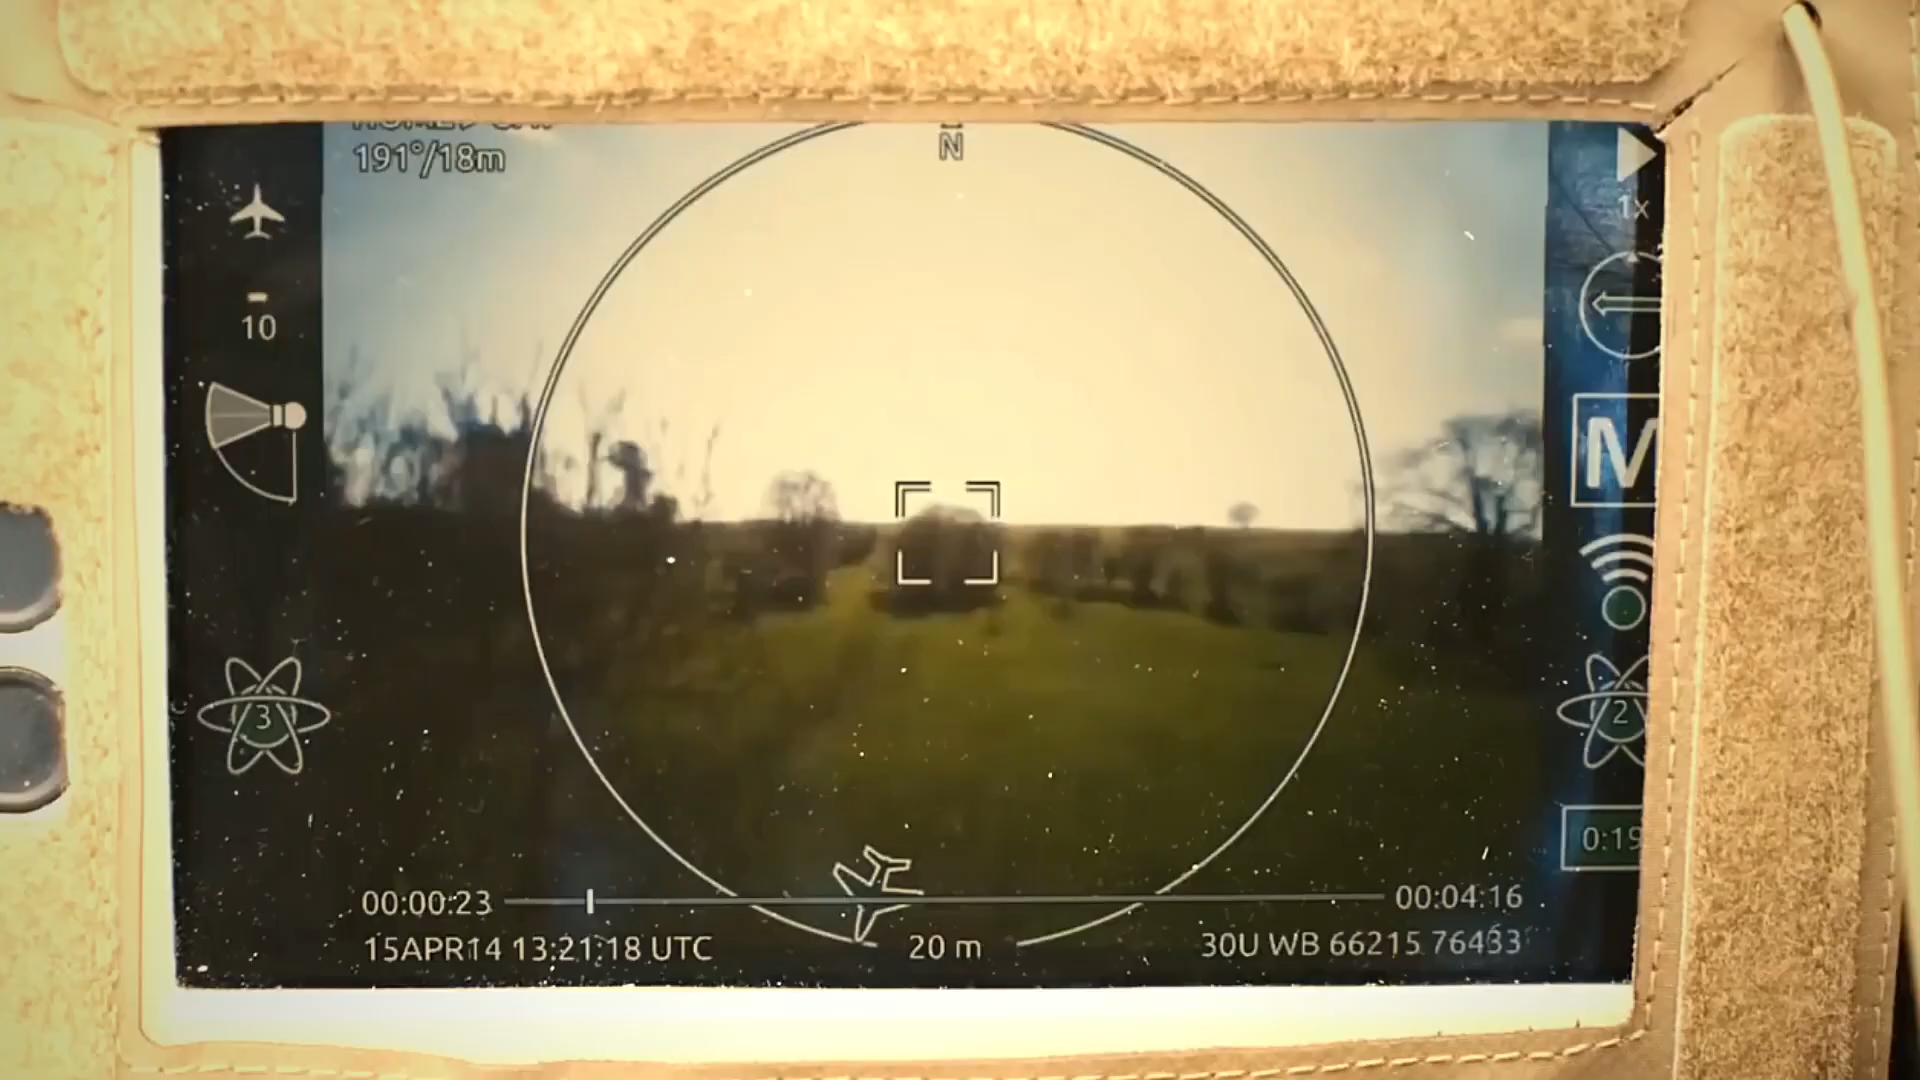 191°/18m
N
1x
10
M
3
2
0:19
00:00:23
00:04:16
15APR14 13:21:18 UTC
20 m
30U WB 66215 76433